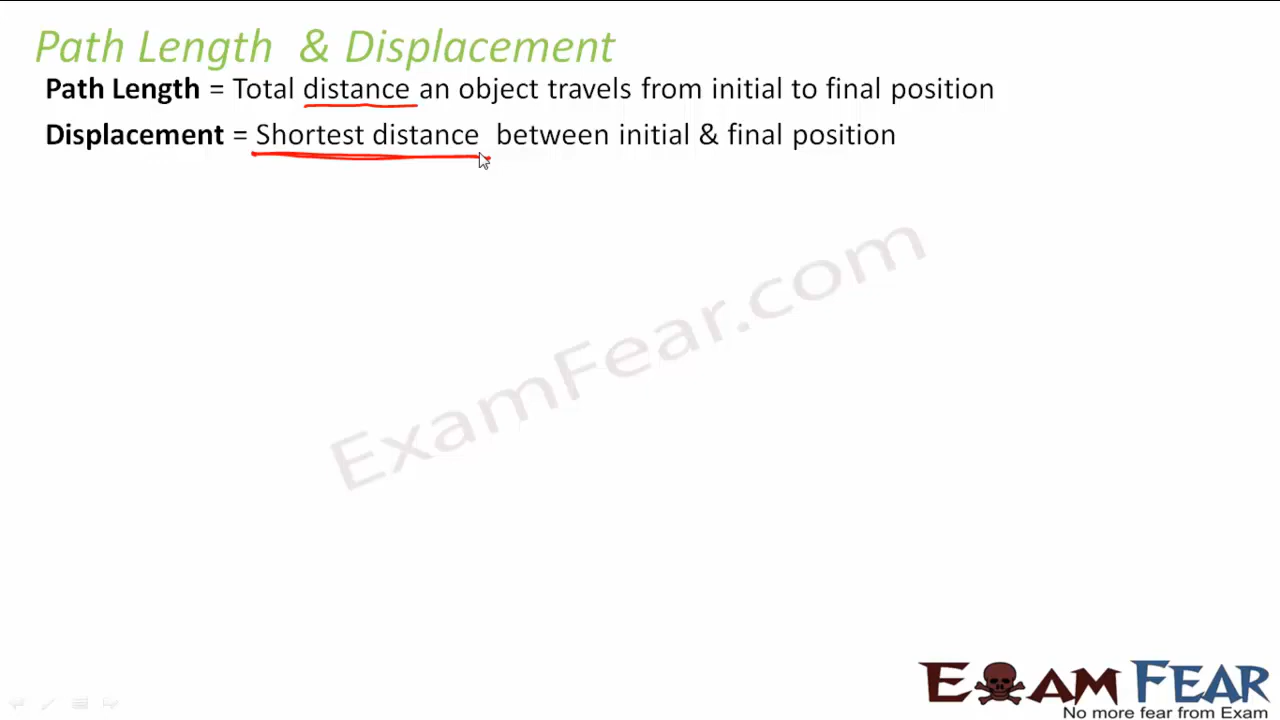 Path Length & Displacement
Path Length = Total distance an object travels from initial to final position
Displacement = Shortest distance between initial & final position
ExamFear.com
EXAM FEAR
No more fear from Exam